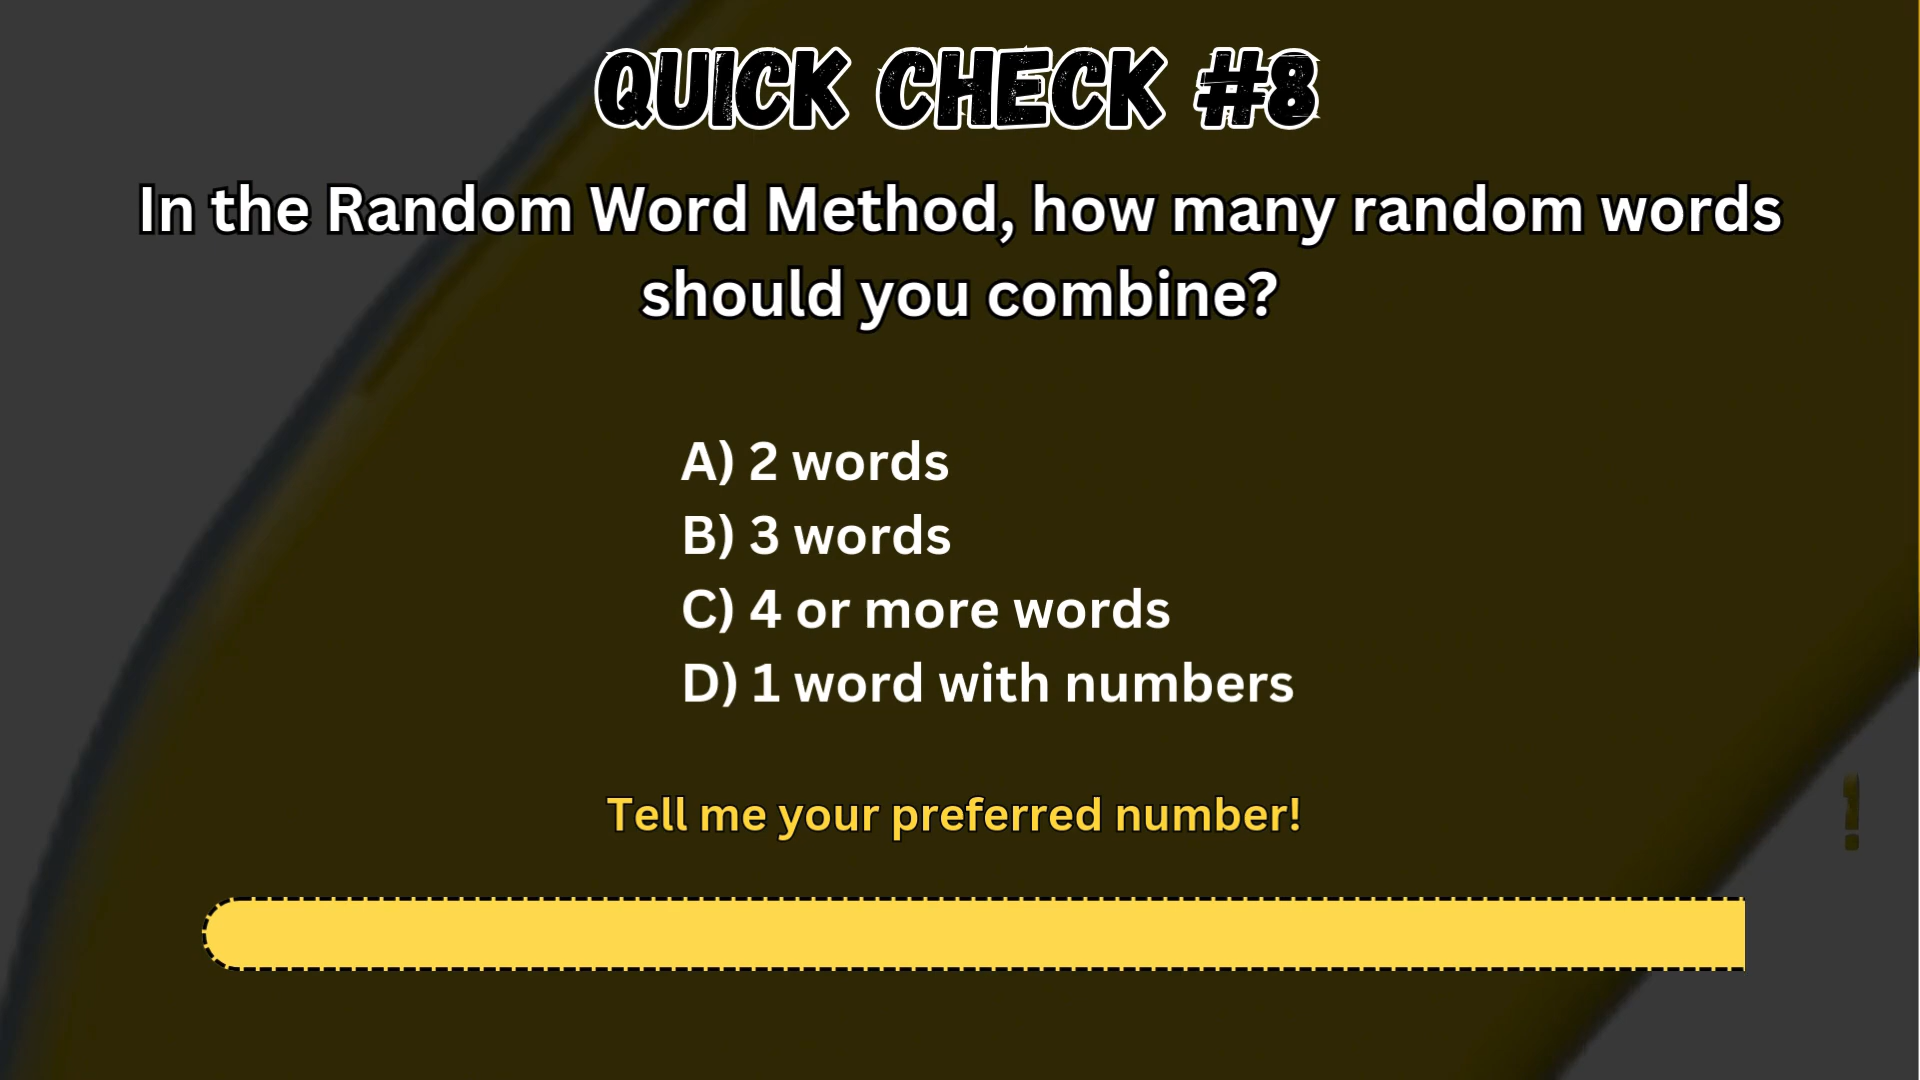 QUICK CHECK #8
In the Random Word Method, how many random words
should you combine?
A) 2 words
B) 3 words
C) 4 or more words
D) 1 word with numbers
Tell me your preferred number!
!